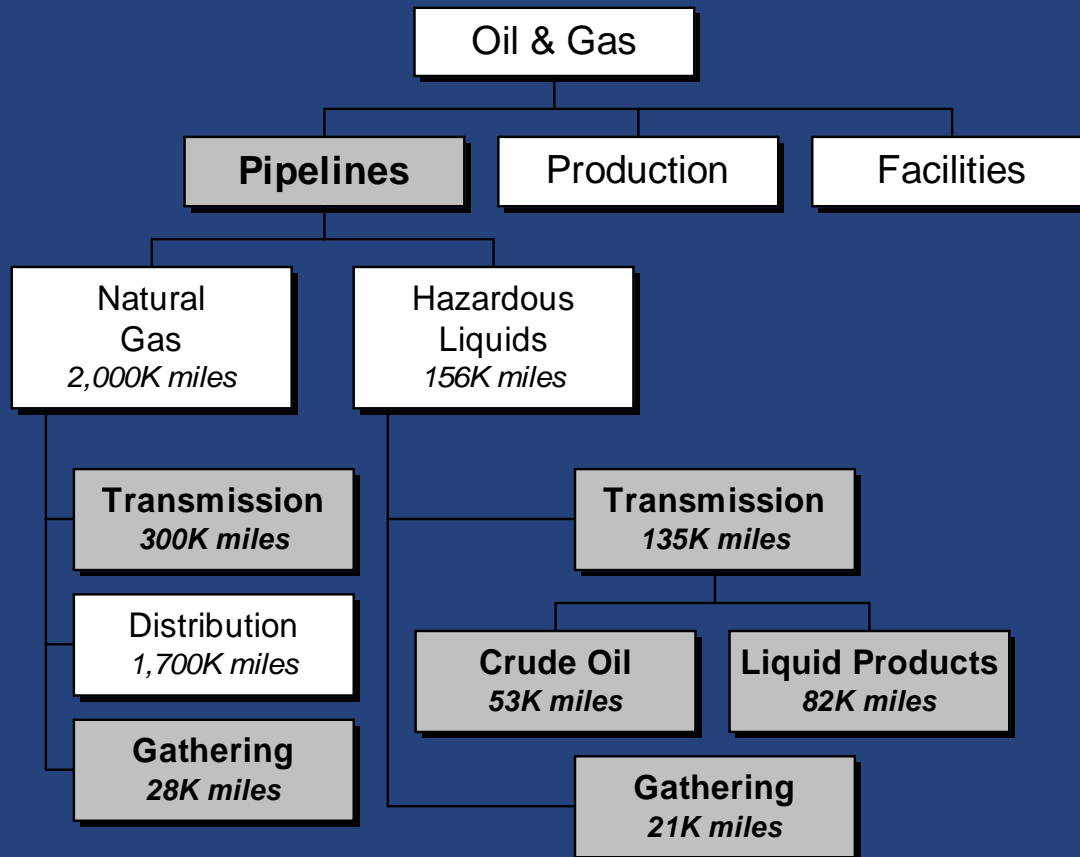 Oil & Gas
Pipelines
Production
Facilities
Natural
Gas
2,000K miles
Hazardous
Liquids
156K miles
Transmission
300K miles
Distribution
1,700K miles
Gathering
28K miles
Transmission
135K miles
Crude Oil
53K miles
Liquid Products
82K miles
Gathering
21K miles